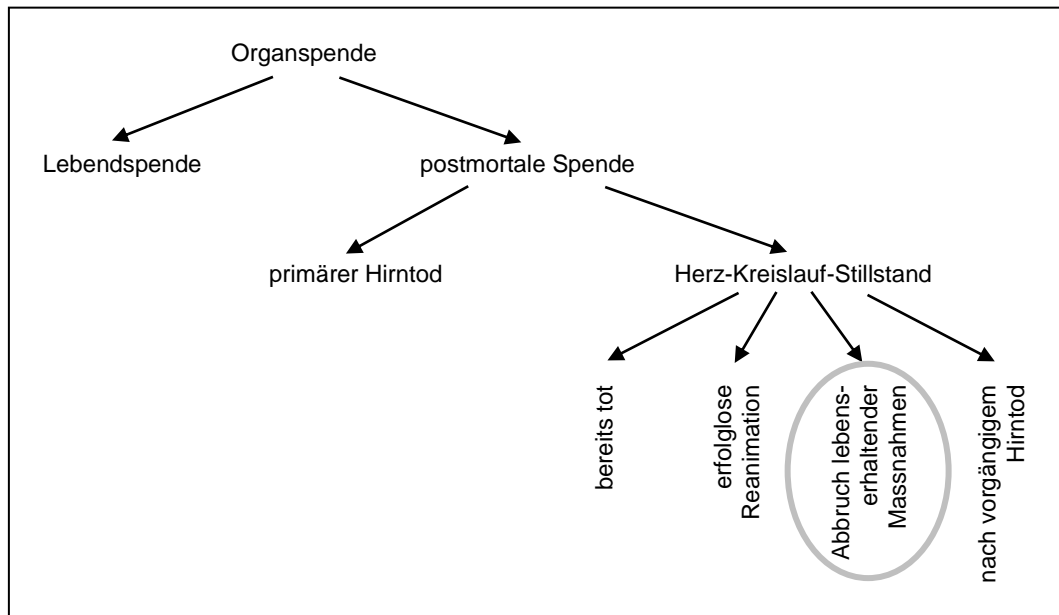 Organspende
Lebendspende
postmortale Spende
primärer Hirntod
Herz-Kreislauf-Stillstand
bereits tot
erfolglose
Reanimation
Abbruch lebens-
erhaltender
Massnahmen
nach vorgängigem
Hirntod